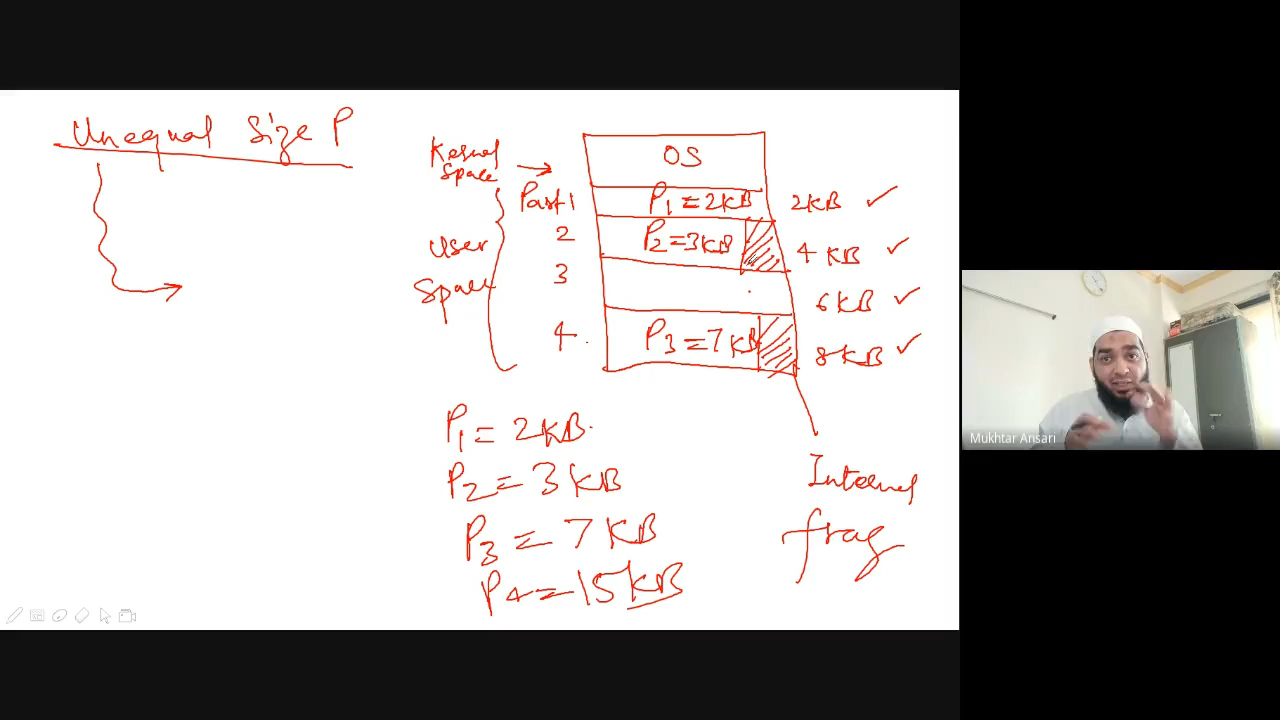 Unequal Size P
Kernal
Space
OS
Part 1
P1 = 2KB
2KB ✓
User
Space
2
P2 = 3KB
4 KB ✓
3
6KB ✓
4
P3 = 7KB
8KB ✓
P1 = 2KB
P2 = 3KB
P3 = 7KB
P4 = 15KB
Internal
frag
Mukhtar Ansari